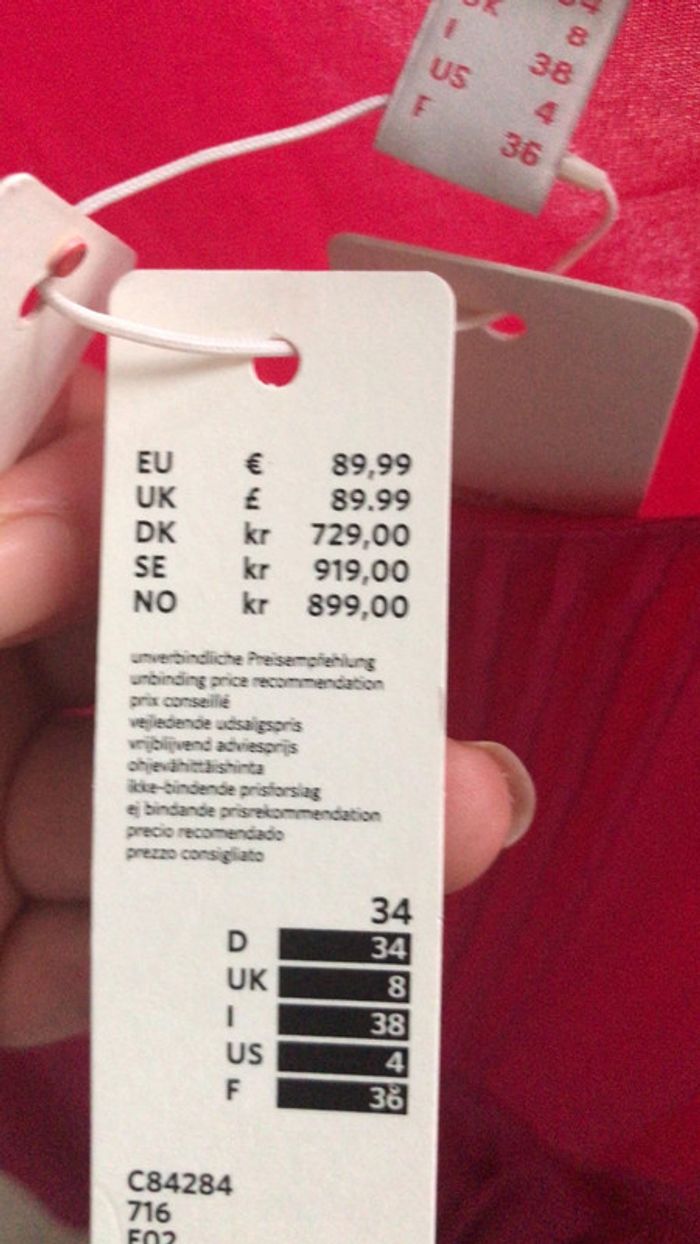 UK 8
I 38
US 4
F 36
EU € 89,99
UK £ 89.99
DK kr 729,00
SE kr 919,00
NO kr 899,00
unverbindliche Preisempfehlung
unbinding price recommendation
prix conseillé
vejledende udsalgspris
vrijblijvend adviesprijs
ohjevähittäishinta
ikke-bindende prisforslag
ej bindande prisrekommendation
precio recomendado
prezzo consigliato
34
D 34
UK 8
I 38
US 4
F 36
C84284
716